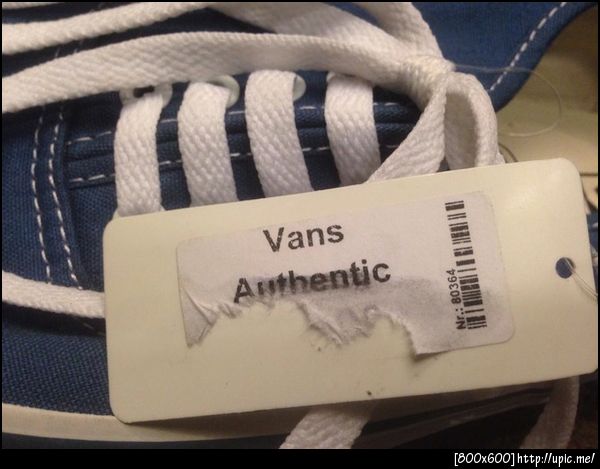 Vans
Authentic
Nr.: 80364
[800x600]http://upic.me/